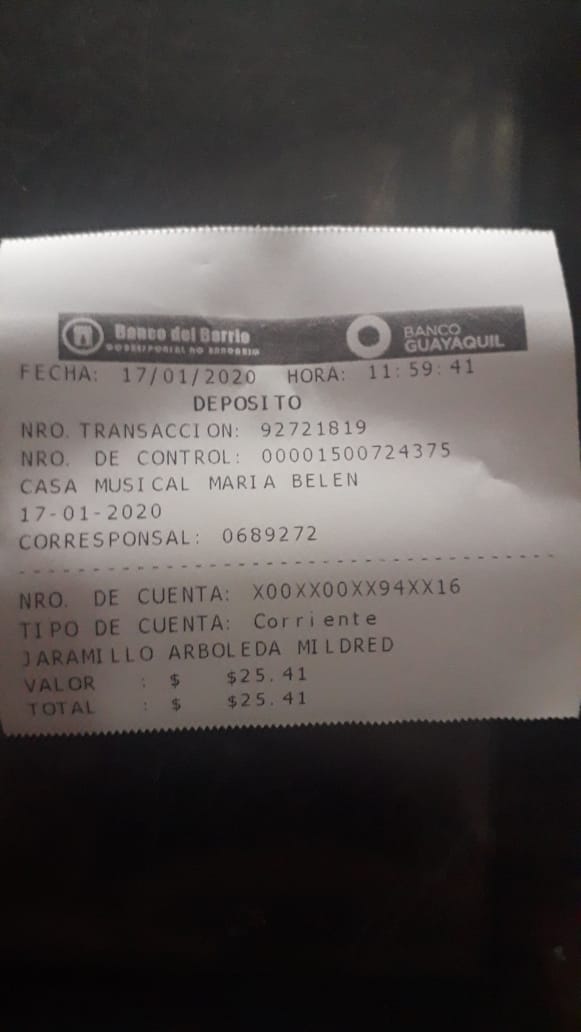 Banco del Barrio
CORRESPONSAL NO BANCARIO
BANCO
GUAYAQUIL
FECHA: 17/01/2020 HORA: 11:59:41
DEPOSITO
NRO. TRANSACCION: 92721819
NRO. DE CONTROL: 00001500724375
CASA MUSICAL MARIA BELEN
17-01-2020
CORRESPONSAL: 0689272
NRO. DE CUENTA: X00XX00XX94XX16
TIPO DE CUENTA: Corriente
JARAMILLO ARBOLEDA MILDRED
VALOR : $ $25.41
TOTAL : $ $25.41